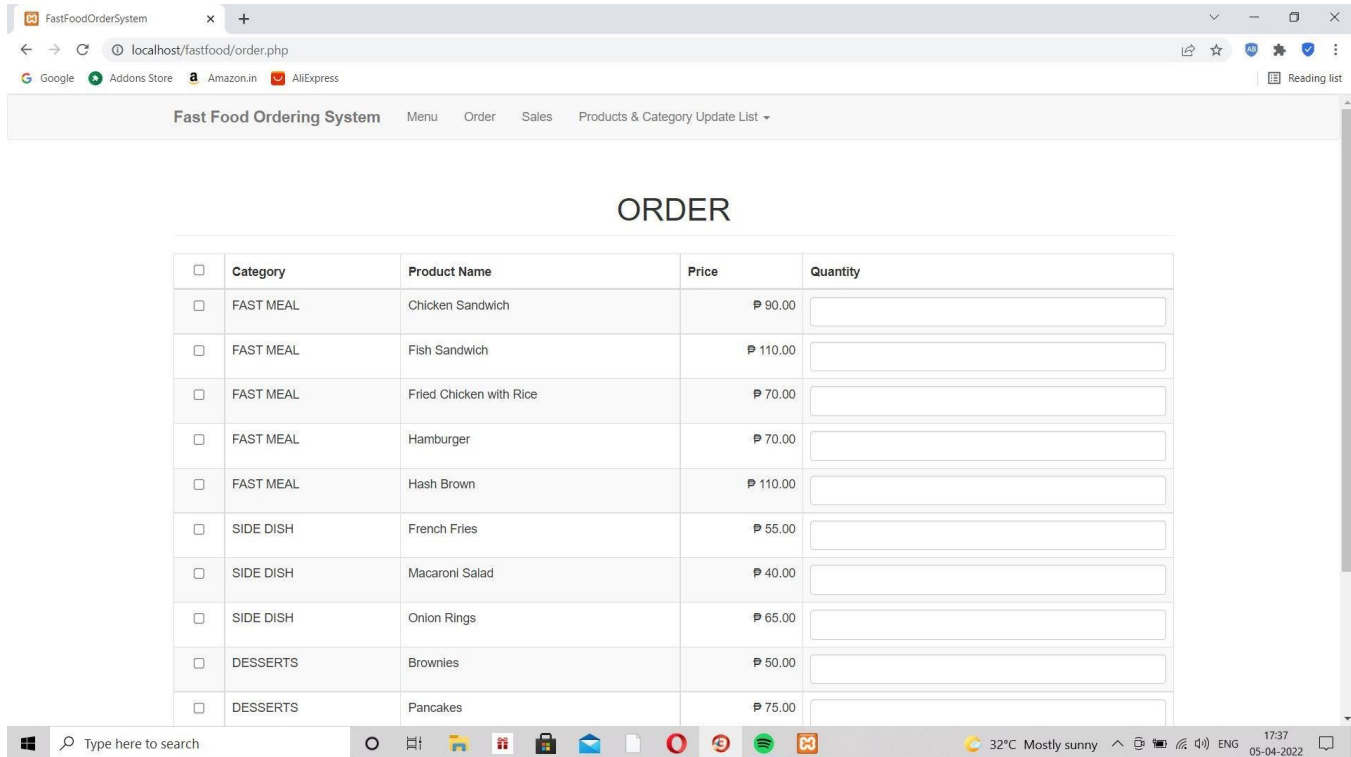 FastFoodOrderSystem
localhost/fastfood/order.php
Google Addons Store Amazon.in AliExpress Reading list
Fast Food Ordering System Menu Order Sales Products & Category Update List
ORDER
Category Product Name Price Quantity
FAST MEAL Chicken Sandwich ₱ 90.00
FAST MEAL Fish Sandwich ₱ 110.00
FAST MEAL Fried Chicken with Rice ₱ 70.00
FAST MEAL Hamburger ₱ 70.00
FAST MEAL Hash Brown ₱ 110.00
SIDE DISH French Fries ₱ 55.00
SIDE DISH Macaroni Salad ₱ 40.00
SIDE DISH Onion Rings ₱ 65.00
DESSERTS Brownies ₱ 50.00
DESSERTS Pancakes ₱ 75.00
Type here to search 32°C Mostly sunny ENG 17:37
05-04-2022